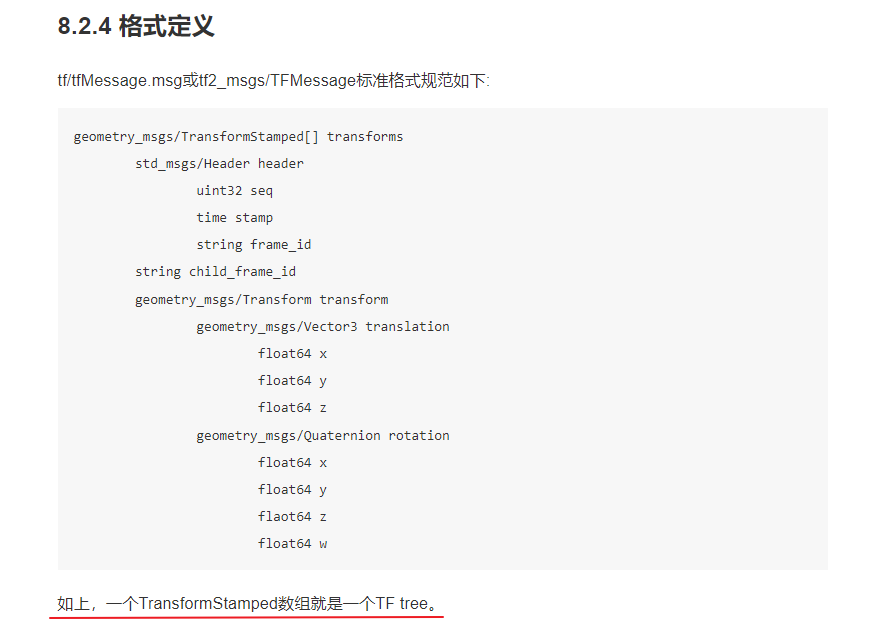 8.2.4 格式定义
tf/tfMessage.msg或tf2_msgs/TFMessage标准格式规范如下:
geometry_msgs/TransformStamped[] transforms
std_msgs/Header header
uint32 seq
time stamp
string frame_id
string child_frame_id
geometry_msgs/Transform transform
geometry_msgs/Vector3 translation
float64 x
float64 y
float64 z
geometry_msgs/Quaternion rotation
float64 x
float64 y
flaot64 z
float64 w
如上，一个TransformStamped数组就是一个TF tree。